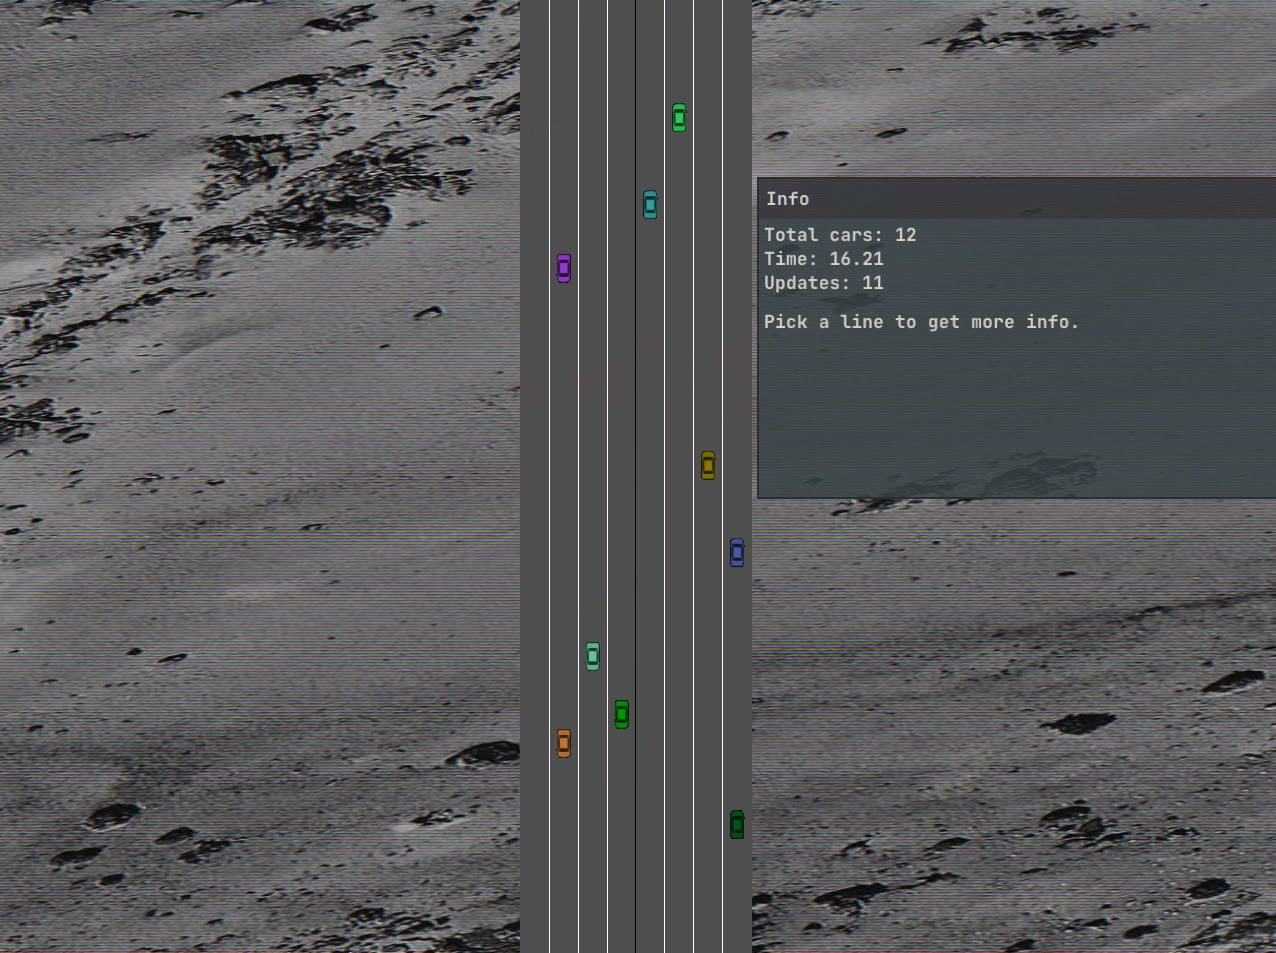 Info
Total cars: 12
Time: 16.21
Updates: 11
Pick a line to get more info.